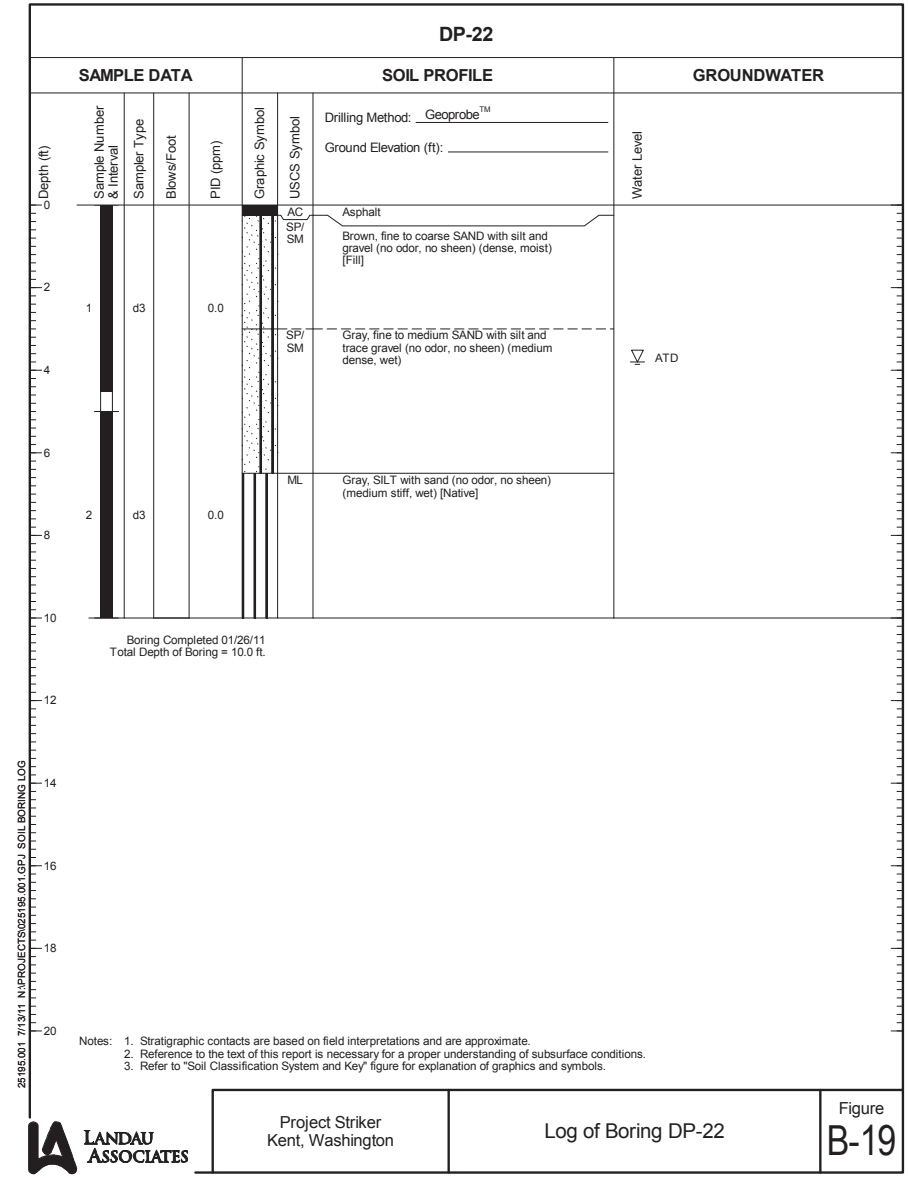 DP-22
SAMPLE DATA
SOIL PROFILE
GROUNDWATER
Depth (ft)
Sample Number
& Interval
Sampler Type
Blows/Foot
PID (ppm)
Graphic Symbol
USCS Symbol
Drilling Method: Geoprobe™
Ground Elevation (ft):
Water Level
0
AC
Asphalt
SP/
SM
Brown, fine to coarse SAND with silt and
gravel (no odor, no sheen) (dense, moist)
[Fill]
2
1 d3 0.0
SP/
SM
Gray, fine to medium SAND with silt and
trace gravel (no odor, no sheen) (medium
dense, wet)
ATD
4
6
ML
Gray, SILT with sand (no odor, no sheen)
(medium stiff, wet) [Native]
2 d3 0.0
8
10
Boring Completed 01/26/11
Total Depth of Boring = 10.0 ft.
12
14
16
18
20
25195.001 7/13/11 N:\PROJECTS\025195.001.GPJ SOIL BORING LOG
Notes: 1. Stratigraphic contacts are based on field interpretations and are approximate.
2. Reference to the text of this report is necessary for a proper understanding of subsurface conditions.
3. Refer to "Soil Classification System and Key" figure for explanation of graphics and symbols.
LA
LANDAU
ASSOCIATES
Project Striker
Kent, Washington
Log of Boring DP-22
Figure
B-19